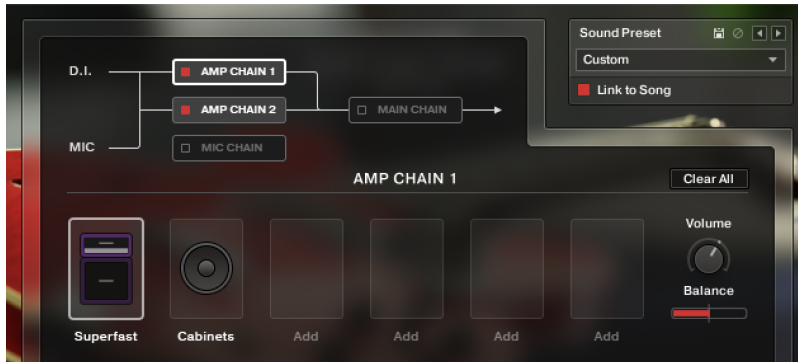 Sound Preset
Custom
Link to Song
D.I.
AMP CHAIN 1
AMP CHAIN 2
MAIN CHAIN
MIC
MIC CHAIN
AMP CHAIN 1
Clear All
Volume
Balance
Superfast
Cabinets
Add
Add
Add
Add